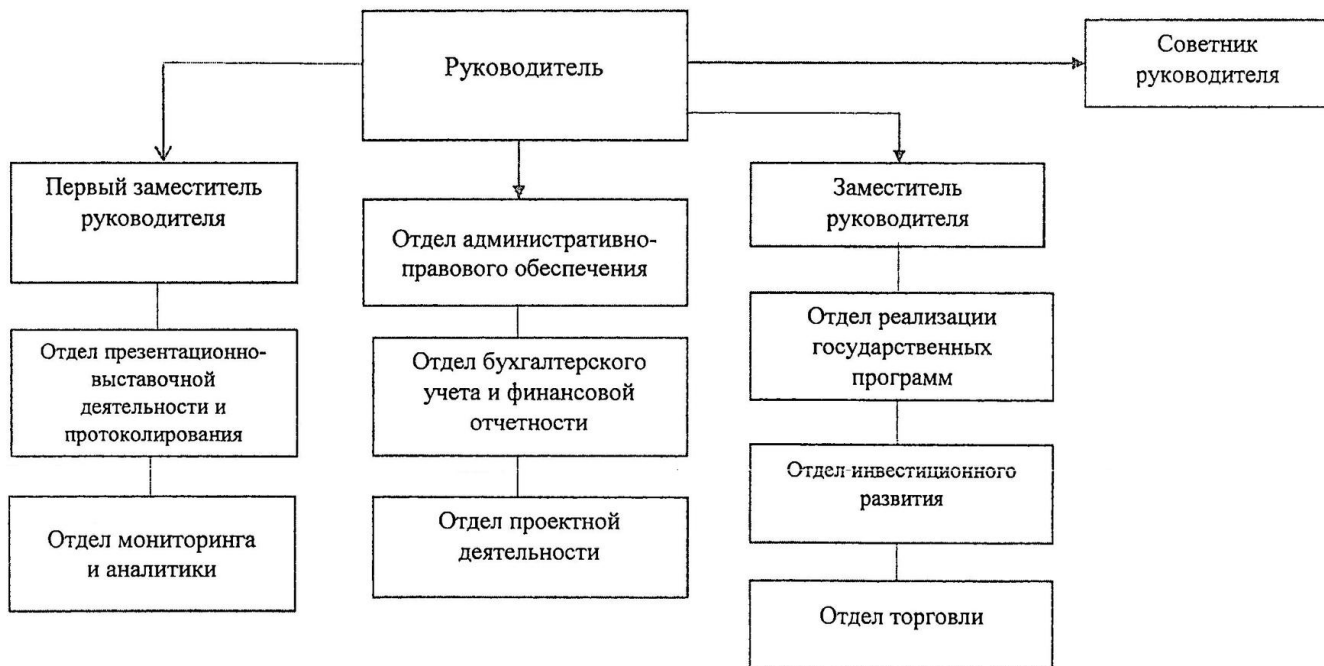 Руководитель
Советник
руководителя
Первый заместитель
руководителя
Отдел административно-
правового обеспечения
Заместитель
руководителя
Отдел презентационно-
выставочной
деятельности и
протоколирования
Отдел бухгалтерского
учета и финансовой
отчетности
Отдел реализации
государственных
программ
Отдел мониторинга
и аналитики
Отдел проектной
деятельности
Отдел инвестиционного
развития
Отдел торговли